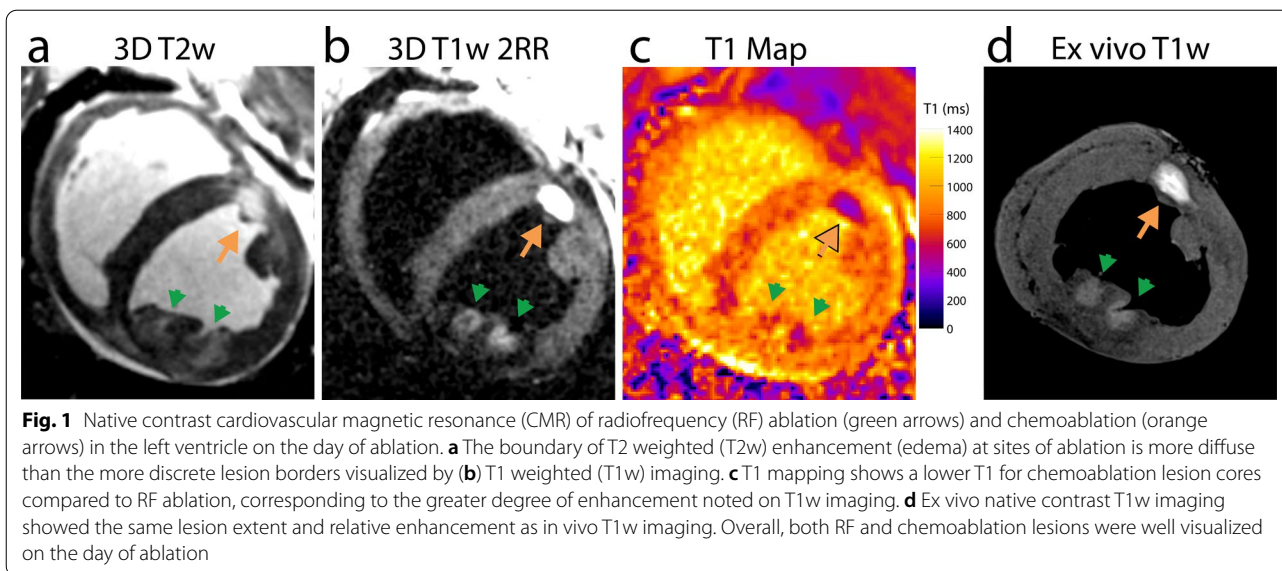 a 3D T2w
b 3D T1w 2RR
c T1 Map
d Ex vivo T1w
T1 (ms)
1400
1200
1000
800
600
400
200
0
Fig. 1 Native contrast cardiovascular magnetic resonance (CMR) of radiofrequency (RF) ablation (green arrows) and chemoablation (orange
arrows) in the left ventricle on the day of ablation. a The boundary of T2 weighted (T2w) enhancement (edema) at sites of ablation is more diffuse
than the more discrete lesion borders visualized by (b) T1 weighted (T1w) imaging. c T1 mapping shows a lower T1 for chemoablation lesion cores
compared to RF ablation, corresponding to the greater degree of enhancement noted on T1w imaging. d Ex vivo native contrast T1w imaging
showed the same lesion extent and relative enhancement as in vivo T1w imaging. Overall, both RF and chemoablation lesions were well visualized
on the day of ablation